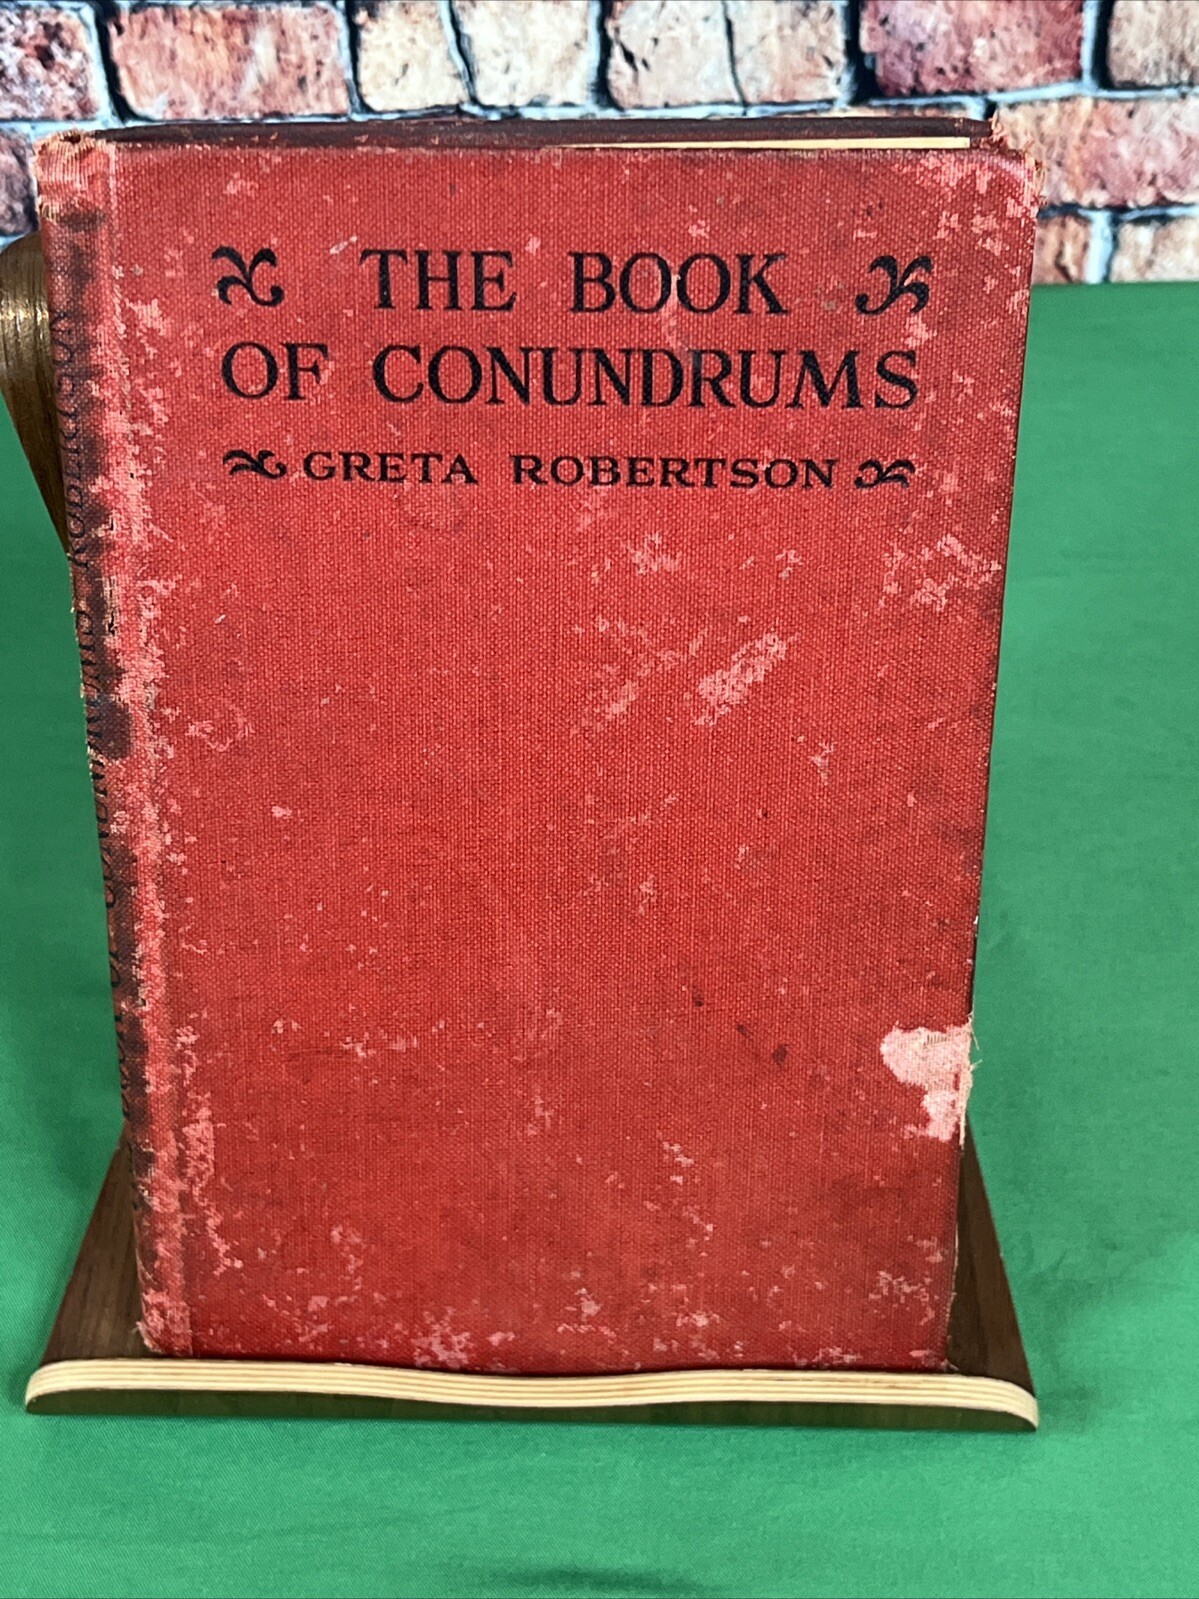 THE BOOK
OF CONUNDRUMS
GRETA ROBERTSON